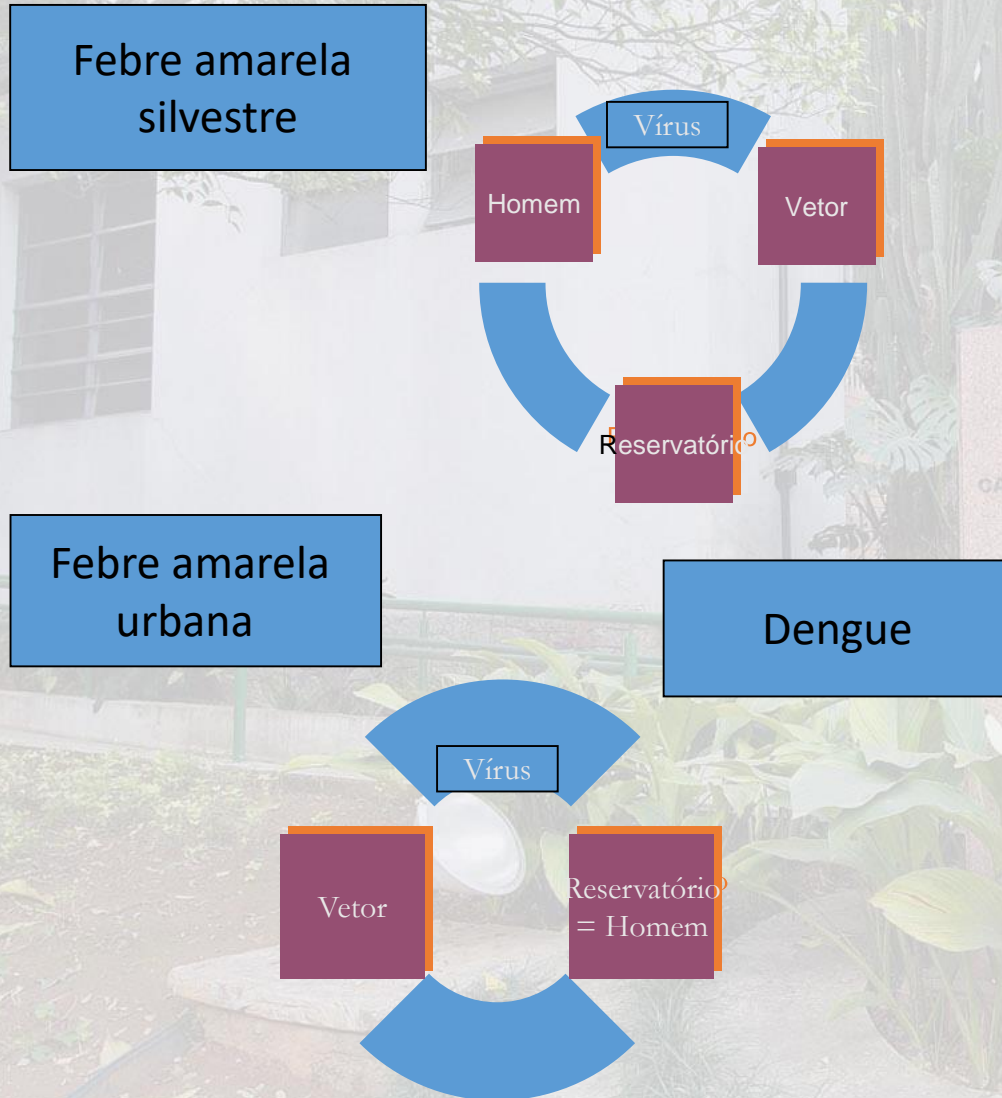 Febre amarela
silvestre
Vírus
Homem
Vetor
Reservatório
Febre amarela
urbana
Dengue
Vírus
Vetor
Reservatório
= Homem